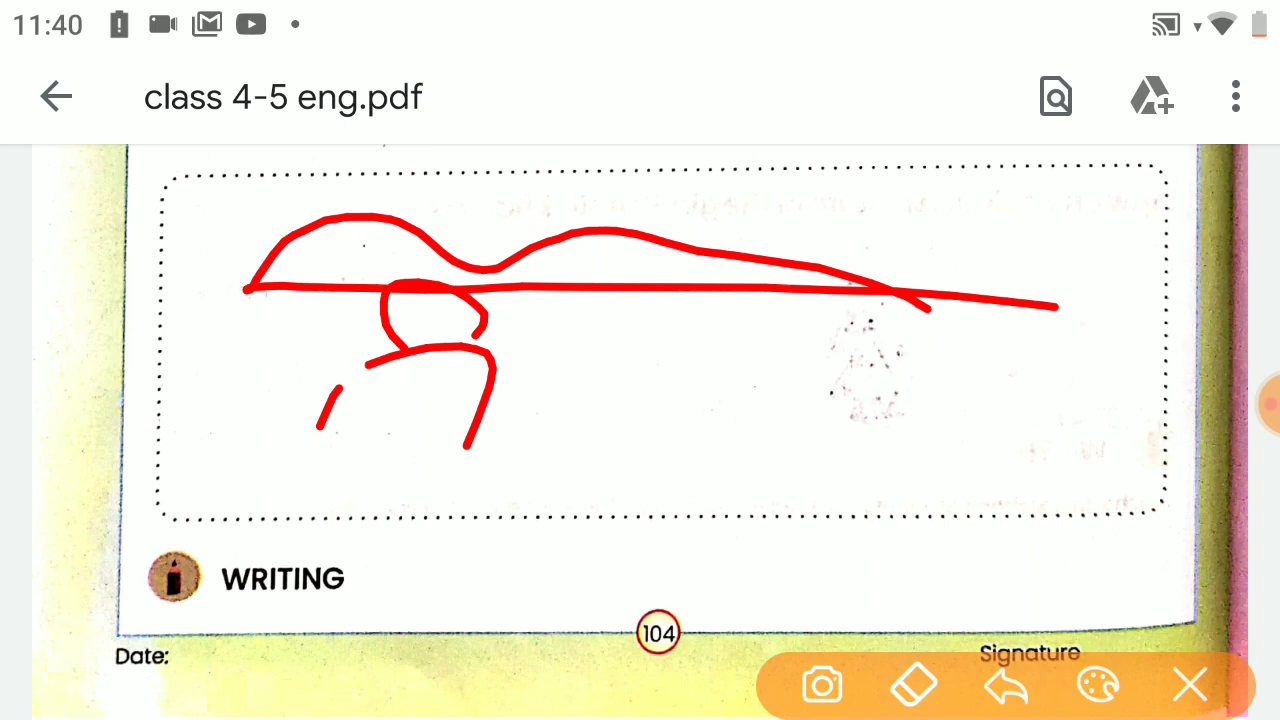 11:40
class 4-5 eng.pdf
WRITING
104
Date:
Signature